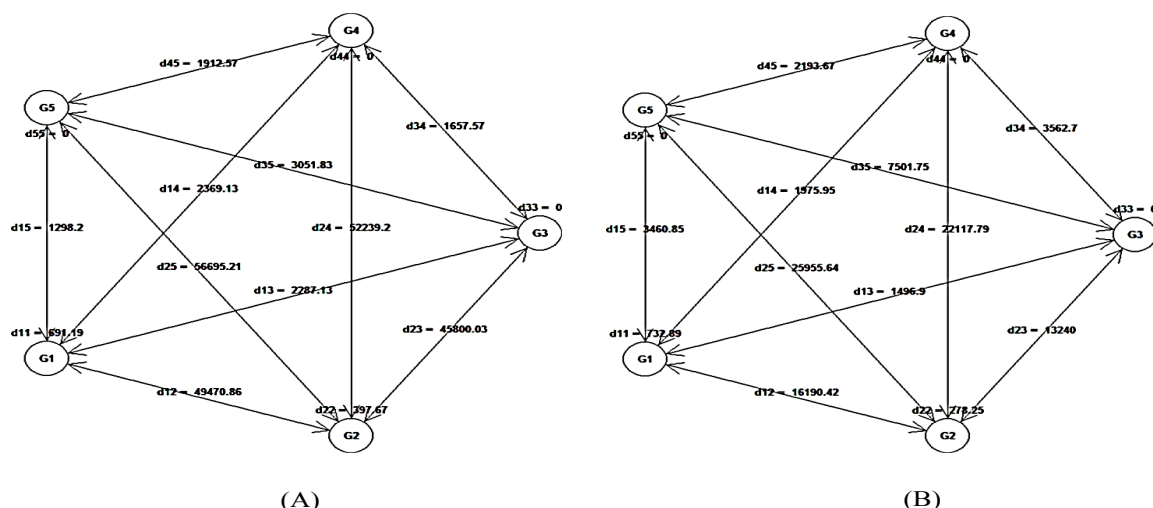 G4
d44 = 0
d45 = 1912.57
G5
d55 = 0
d34 = 1657.57
d35 = 3051.83
d14 = 2369.13
d33 = 0
G3
d15 = 1298.2
d24 = 52239.2
d25 = 56695.21
d13 = 2287.13
d11 = 691.19
d23 = 45800.03
G1
d12 = 49470.86
d22 = 397.67
G2
(A)
G4
d44 = 0
d45 = 2193.67
G5
d55 = 0
d34 = 3562.7
d35 = 7501.75
d14 = 1975.95
d33 = 0
G3
d15 = 3460.85
d24 = 22117.79
d25 = 25955.64
d13 = 1496.9
d11 = 732.89
d23 = 13240
G1
d12 = 16190.42
d22 = 278.25
G2
(B)